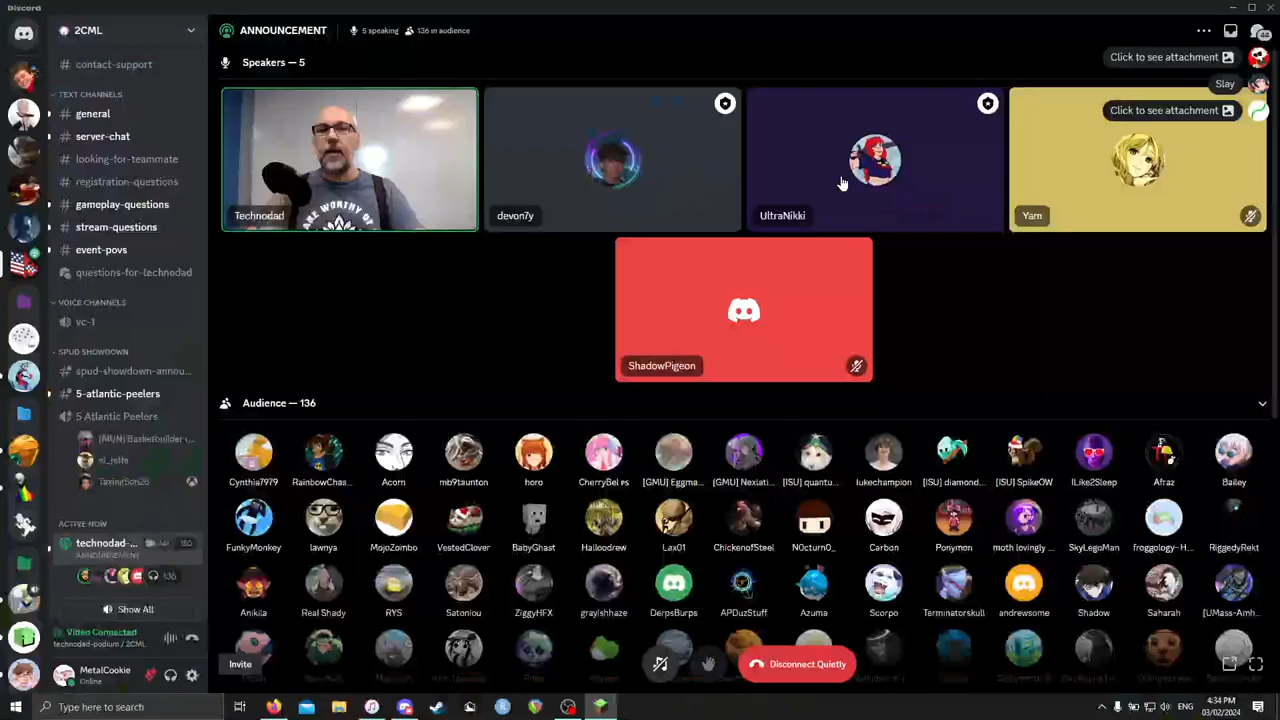 Discord
2CML
contact-support
TEXT CHANNELS
general
server-chat
looking-for-teammate
registration-questions
gameplay-questions
stream-questions
event-povs
questions-for-technodad
VOICE CHANNELS
vc-1
SPUD SHOWDOWN
spud-showdown-annou...
5-atlantic-peelers
5 Atlantic Peelers
ACTIVE NOW
technodad-...
ANNOUNCEMENT
136
Show All
Video Connected
technodad-podium / 2CML
MetalCookie
Online
ANNOUNCEMENT
5 speaking
136 in audience
44
Click to see attachment
Slay
Click to see attachment
Speakers — 5
Technodad
devon7y
UltraNikki
Yam
ShadowPigeon
Audience — 136
Cynthia7979
RainbowChas...
Acorn
mb9taunton
horo
[GMU] Eggma...
[GMU] Nexlati...
[ISU] quantu...
lukechampion
[ISU] diamond...
[ISU] SpikeOW
ILike2Sleep
Afraz
Bailey
FunkyMonkey
lawnya
MojoZombo
VestedClover
BabyGhast
Halloodrew
Lax01
ChickenofSteel
N0cturn0_
Carbon
Ponymon
moth lovingly ...
SkyLegoMan
froggology- H...
RiggedyRekt
Anikila
Real Shady
RYS
Satoniou
ZiggyHFX
grayishhaze
DerpsBurps
APDuzStuff
Azuma
Scorpo
Terminatorskull
andrewsome
Shadow
Saharah
[UMass-Amh...
Invite
Disconnect Quietly
Type here to search
ENG
4:34 PM
03/02/2024